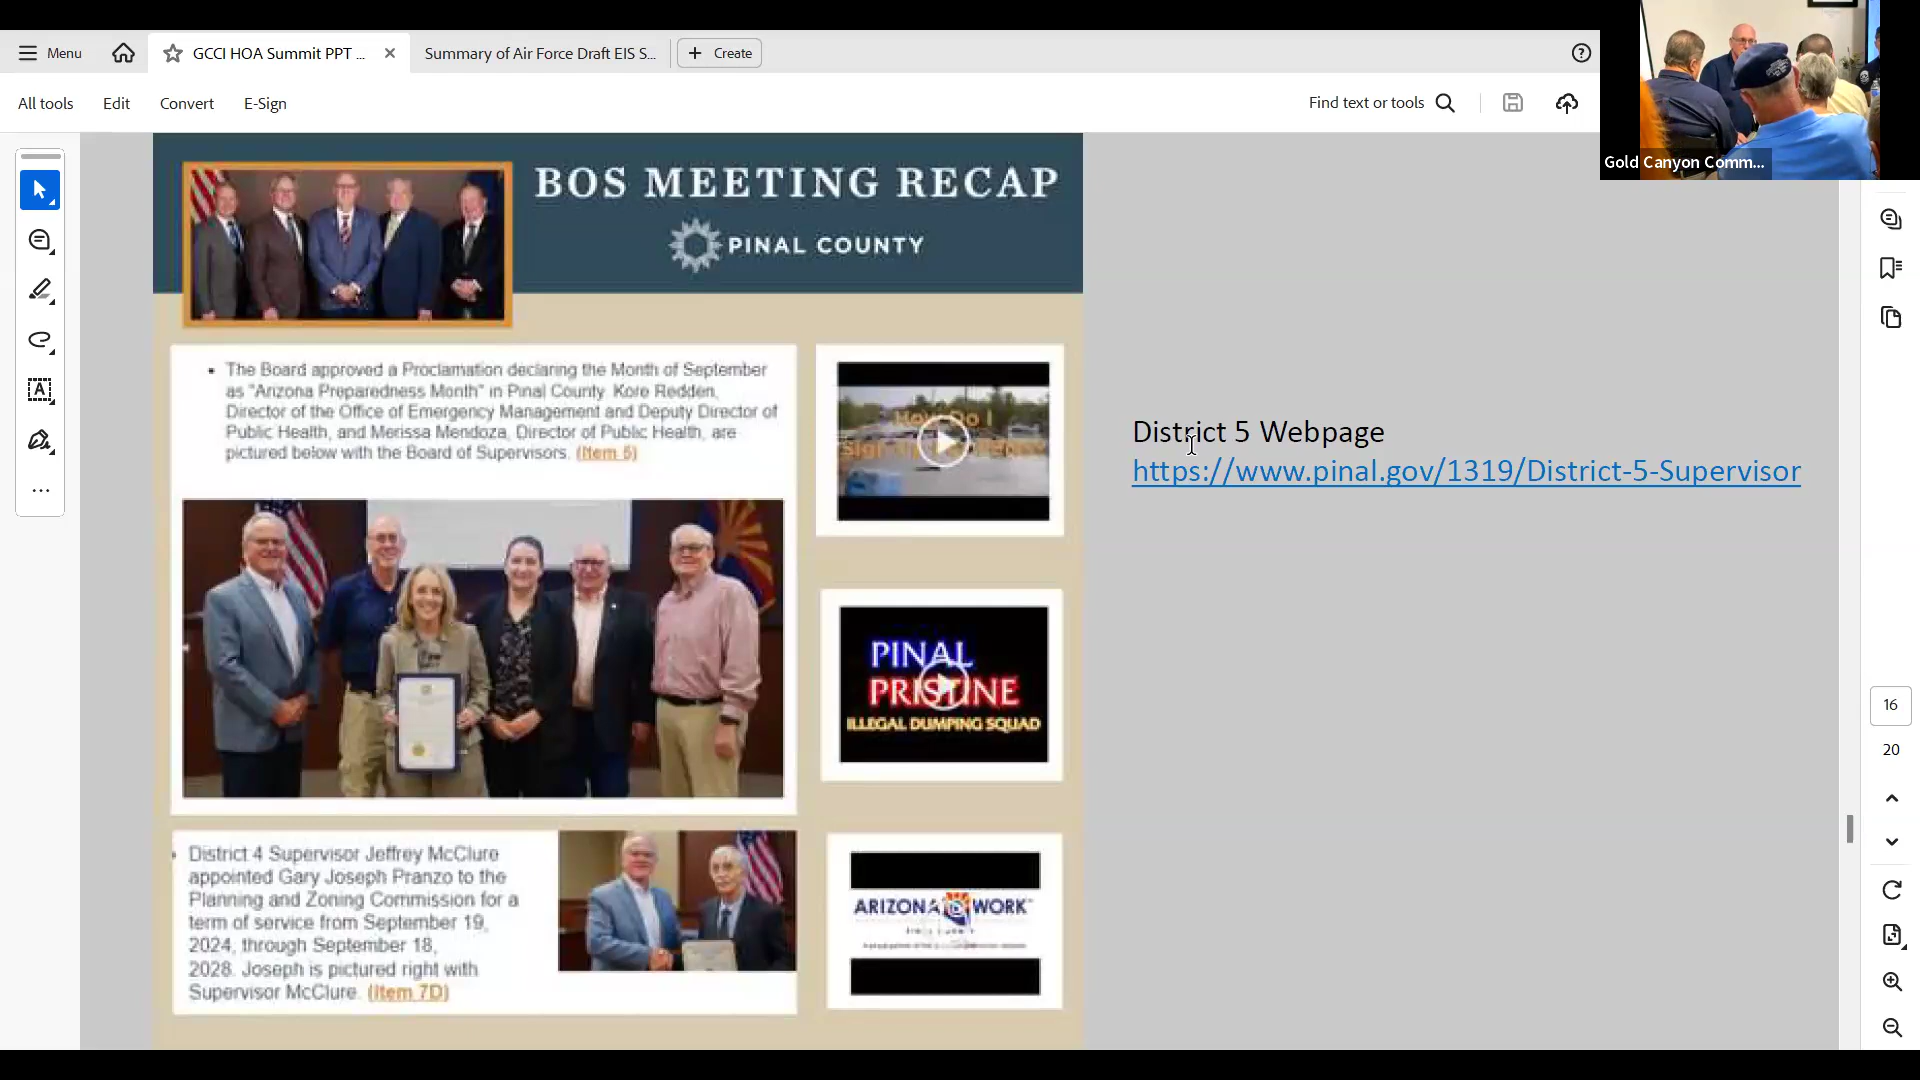 Menu
GCCI HOA Summit PPT ...
Summary of Air Force Draft EIS S...
Create
All tools
Edit
Convert
E-Sign
Find text or tools
Gold Canyon Comm...
BOS MEETING RECAP
PINAL COUNTY
The Board approved a Proclamation declaring the Month of September
as "Arizona Preparedness Month" in Pinal County. Kore Redden,
Director of the Office of Emergency Management and Deputy Director of
Public Health, and Merissa Mendoza, Director of Public Health, are
pictured below with the Board of Supervisors. (Item 5)
How Do I
PINAL
PRISTINE
ILLEGAL DUMPING SQUAD
District 4 Supervisor Jeffrey McClure
appointed Gary Joseph Pranzo to the
Planning and Zoning Commission for a
term of service from September 19,
2024, through September 18,
2028. Joseph is pictured right with
Supervisor McClure. (Item 7D)
ARIZONA WORK
District 5 Webpage
https://www.pinal.gov/1319/District-5-Supervisor
16
20